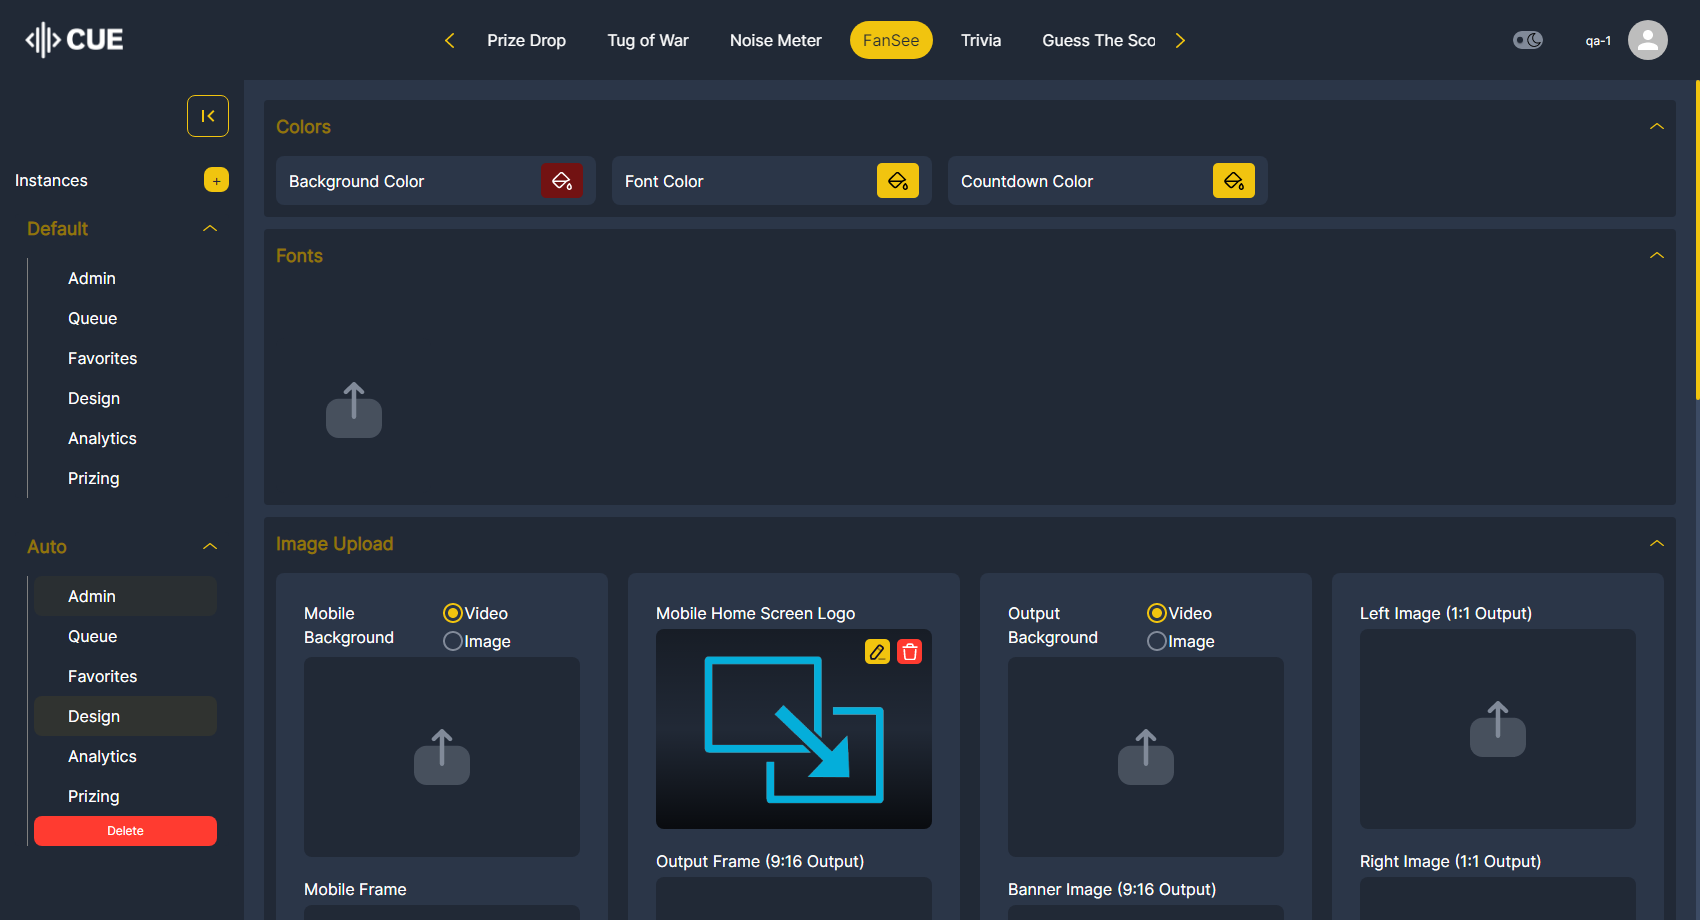 CUE
Prize Drop
Tug of War
Noise Meter
FanSee
Trivia
Guess The Sco
qa-1
Instances
+
Default
Admin
Queue
Favorites
Design
Analytics
Prizing
Auto
Admin
Queue
Favorites
Design
Analytics
Prizing
Delete
Colors
Background Color
Font Color
Countdown Color
Fonts
Image Upload
Mobile
Background
Video
Image
Mobile Frame
Mobile Home Screen Logo
Output Frame (9:16 Output)
Output
Background
Video
Image
Banner Image (9:16 Output)
Left Image (1:1 Output)
Right Image (1:1 Output)